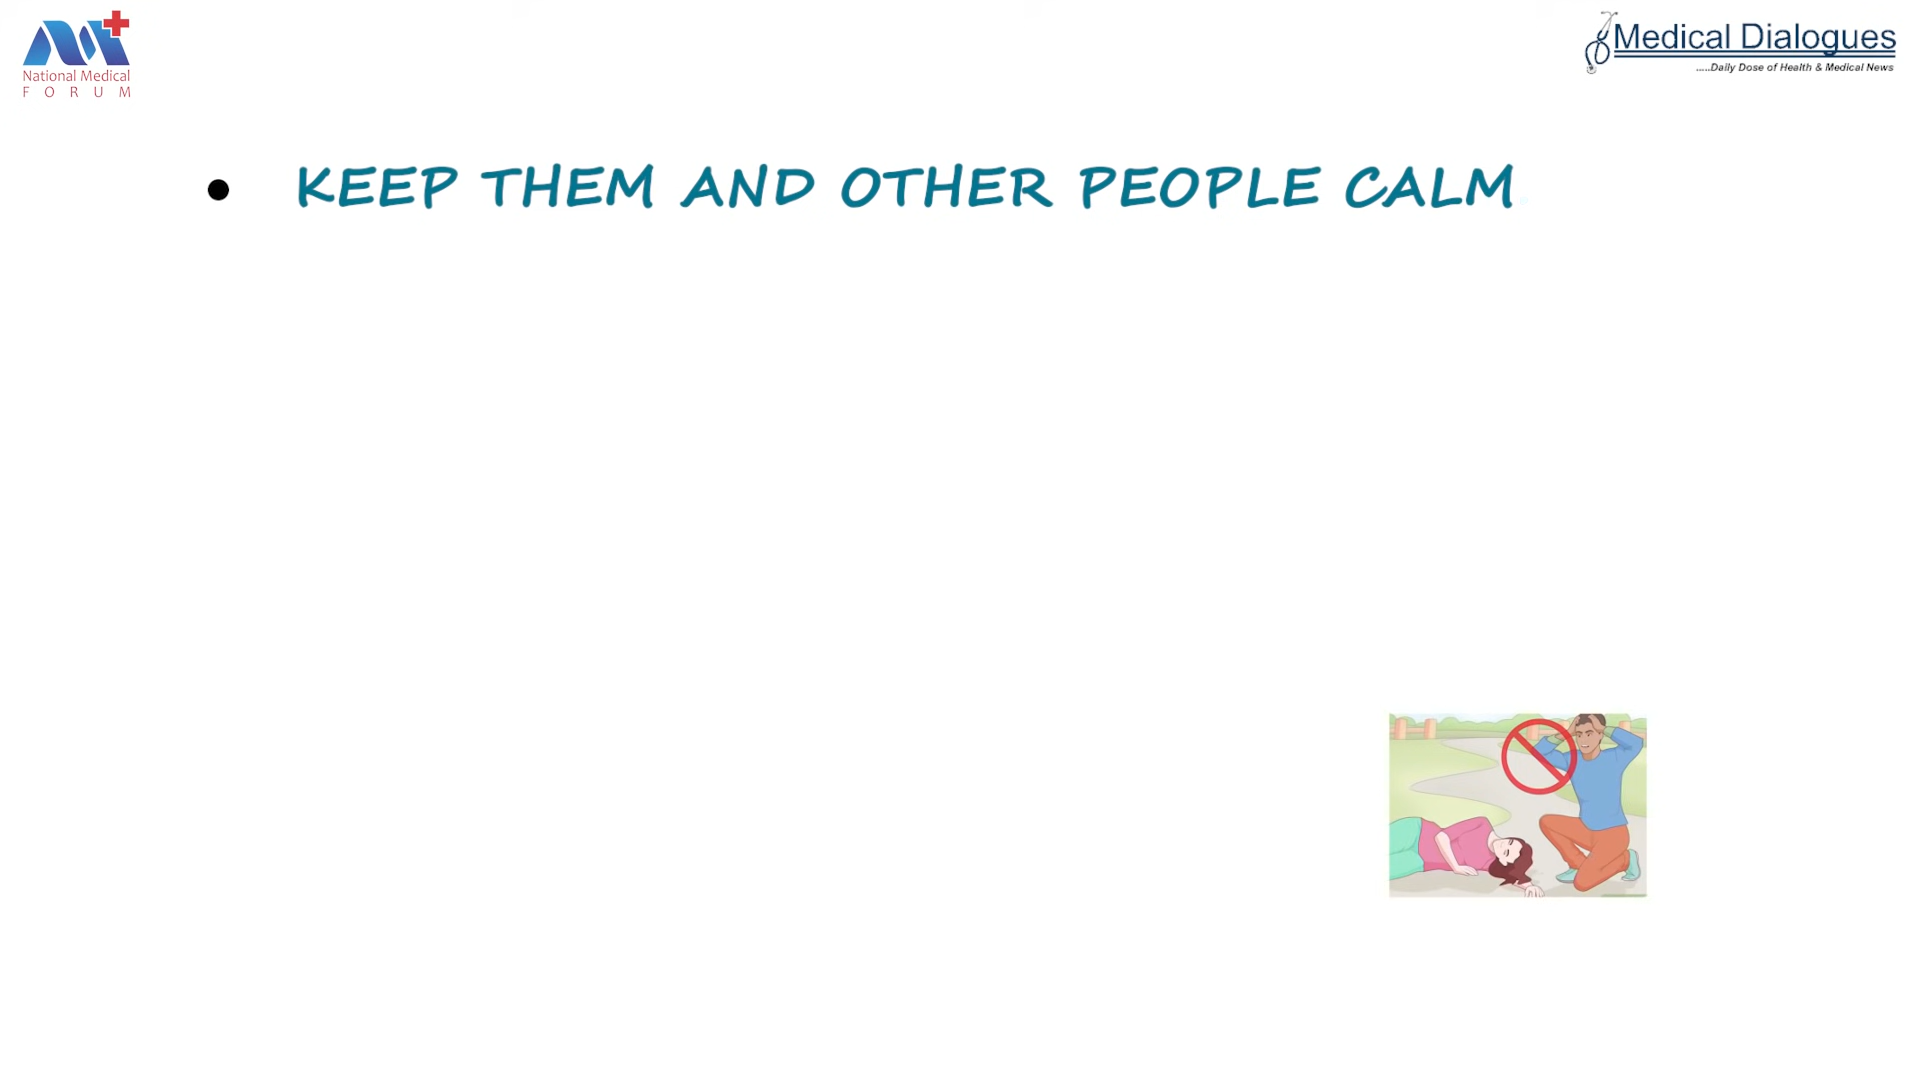 National Medical
FORUM
Medical Dialogues
.....Daily Dose of Health & Medical News
• KEEP THEM AND OTHER PEOPLE CALM